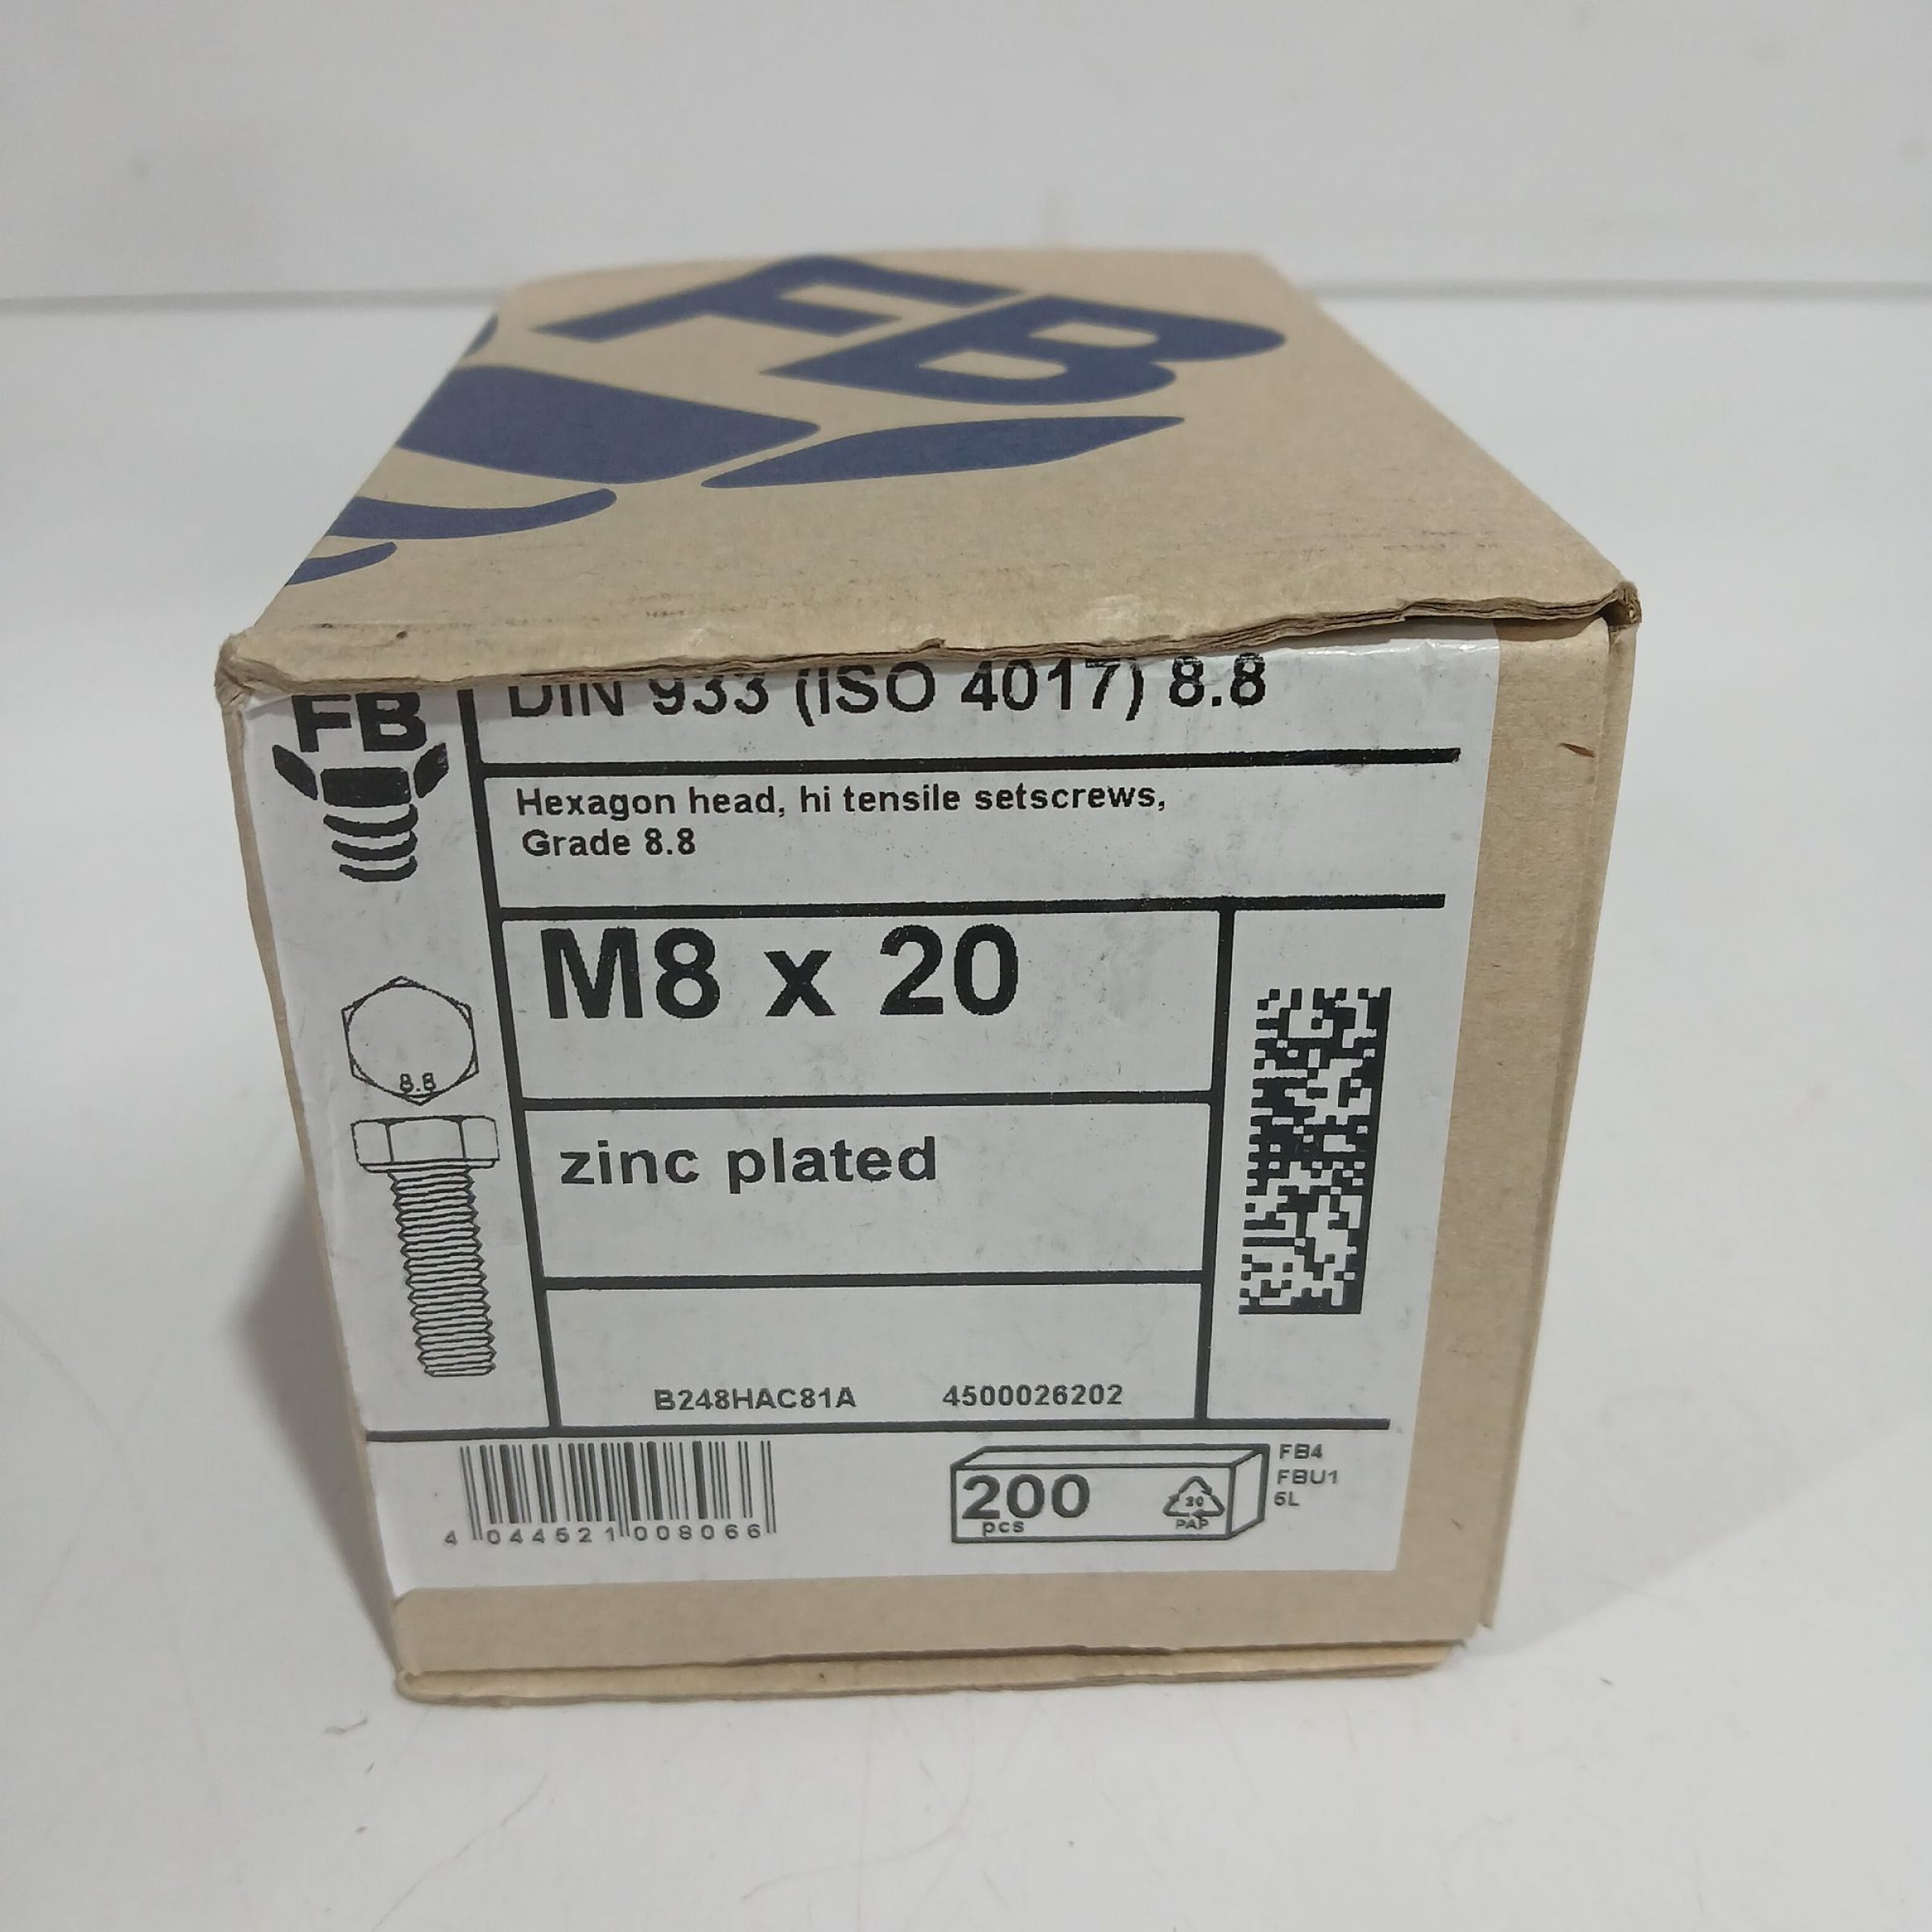 FB
FB
DIN 933 (ISO 4017) 8.8
Hexagon head, hi tensile setscrews,
Grade 8.8
M8 x 20
8.8
zinc plated
B248HAC81A 4500026202
4 044521 008066
200
pcs
20
PAP
FB4
FBU1
6L